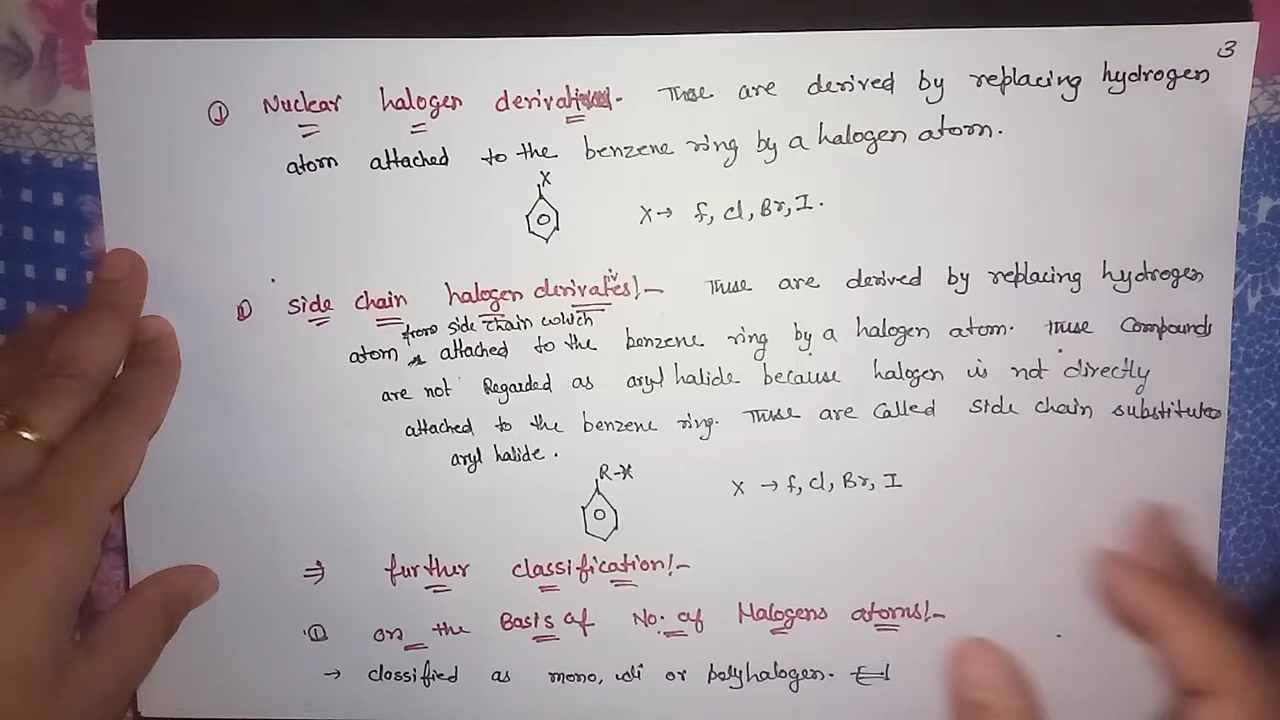 3
① Nuclear halogen derivatives. These are derived by replacing hydrogen
atom attached to the benzene ring by a halogen atom.
X
X → f, Cl, Br, I.
① Side chain halogen derivatives!- These are derived by replacing hydrogen
from side chain which
atom attached to the benzene ring by a halogen atom. These Compounds
are not Regarded as aryl halide because halogen is not directly
attached to the benzene ring. These are called side chain substitute
aryl halide.
R-X
X → f, Cl, Br, I
⇒ further classification!-
① on the Basis of No. of Halogens atoms!-
→ classified as mono, di or polyhalogen.